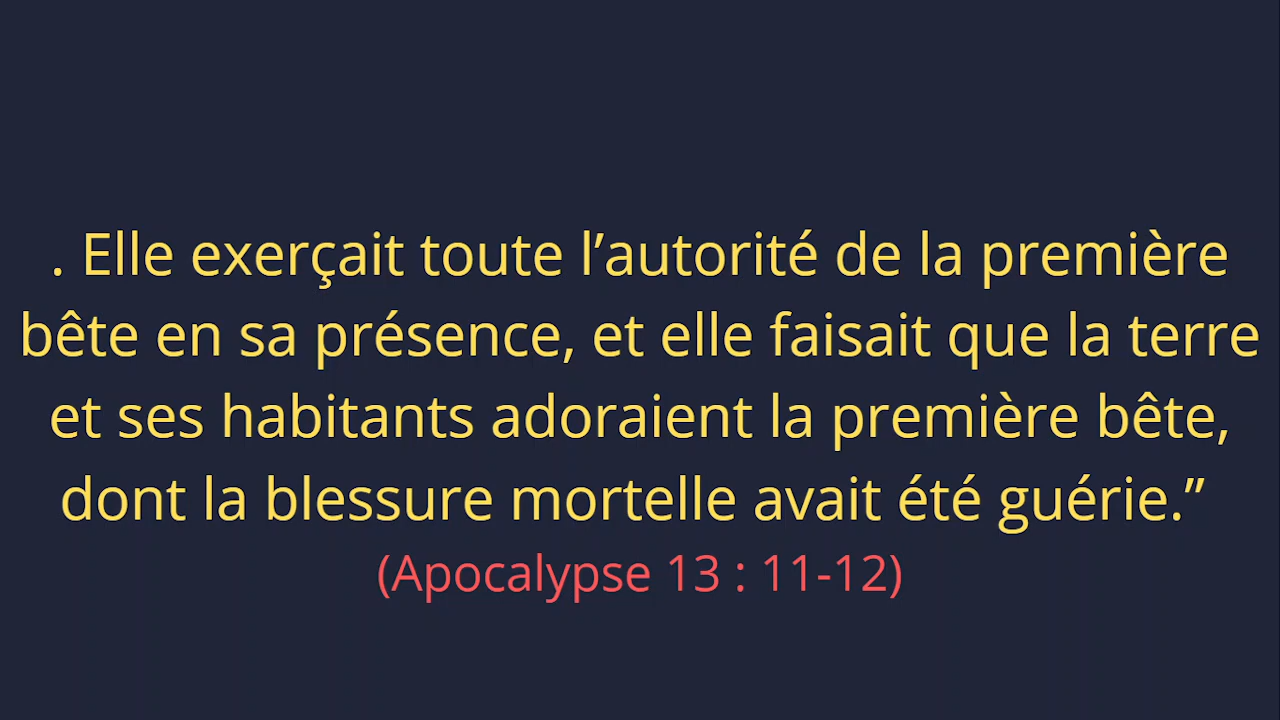 . Elle exerçait toute l’autorité de la première
bête en sa présence, et elle faisait que la terre
et ses habitants adoraient la première bête,
dont la blessure mortelle avait été guérie.”
(Apocalypse 13 : 11-12)